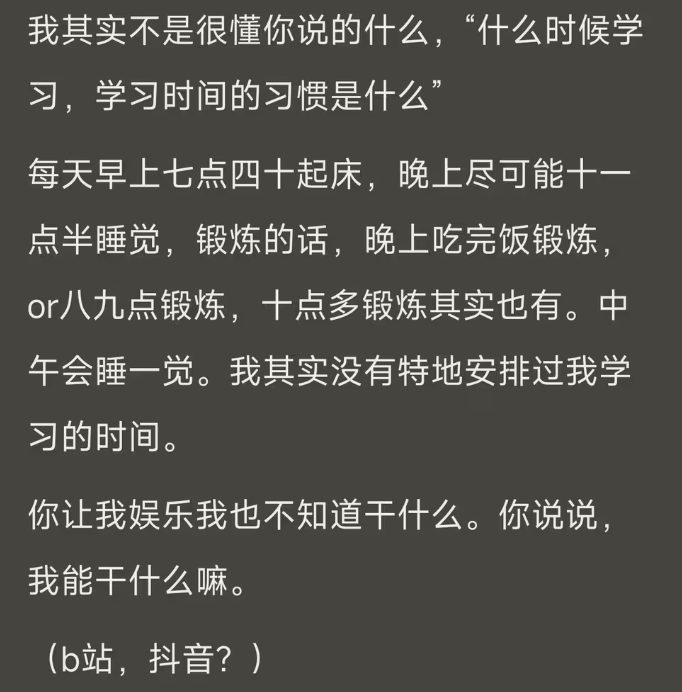 我其实不是很懂你说的什么，“什么时候学
习，学习时间的习惯是什么”
每天早上七点四十起床，晚上尽可能十一
点半睡觉，锻炼的话，晚上吃完饭锻炼，
or八九点锻炼，十点多锻炼其实也有。中
午会睡一觉。我其实没有特地安排过我学
习的时间。
你让我娱乐我也不知道干什么。你说说，
我能干什么嘛。
（b站，抖音？）